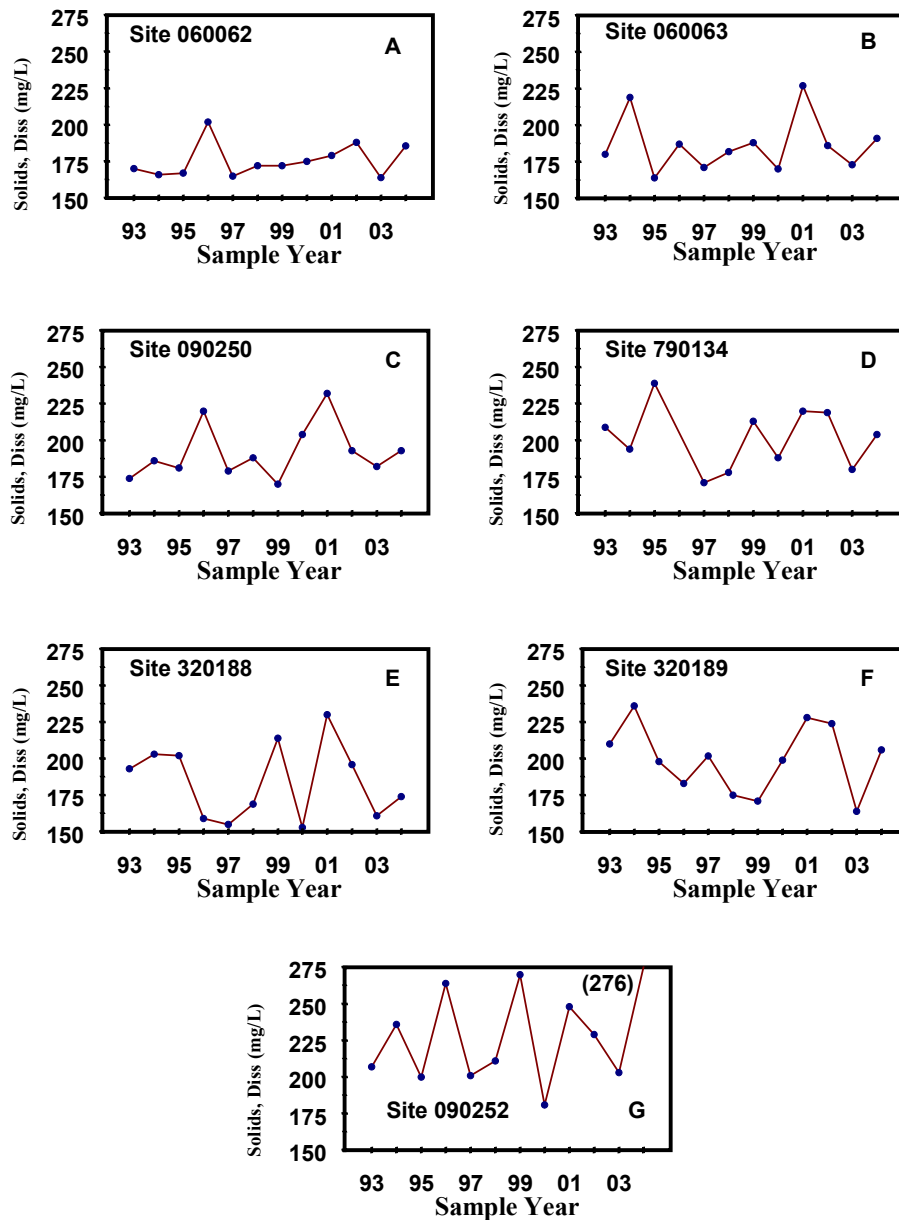 Solids, Diss (mg/L)
275
250
225
200
175
150
Site 060062
A
93 95 97 99 01 03
Sample Year
Solids, Diss (mg/L)
275
250
225
200
175
150
Site 060063
B
93 95 97 99 01 03
Sample Year
Solids, Diss (mg/L)
275
250
225
200
175
150
Site 090250
C
93 95 97 99 01 03
Sample Year
Solids, Diss (mg/L)
275
250
225
200
175
150
Site 790134
D
93 95 97 99 01 03
Sample Year
Solids, Diss (mg/L)
275
250
225
200
175
150
Site 320188
E
93 95 97 99 01 03
Sample Year
Solids, Diss (mg/L)
275
250
225
200
175
150
Site 320189
F
93 95 97 99 01 03
Sample Year
Solids, Diss (mg/L)
275
250
225
200
175
150
(276)
Site 090252
G
93 95 97 99 01 03
Sample Year